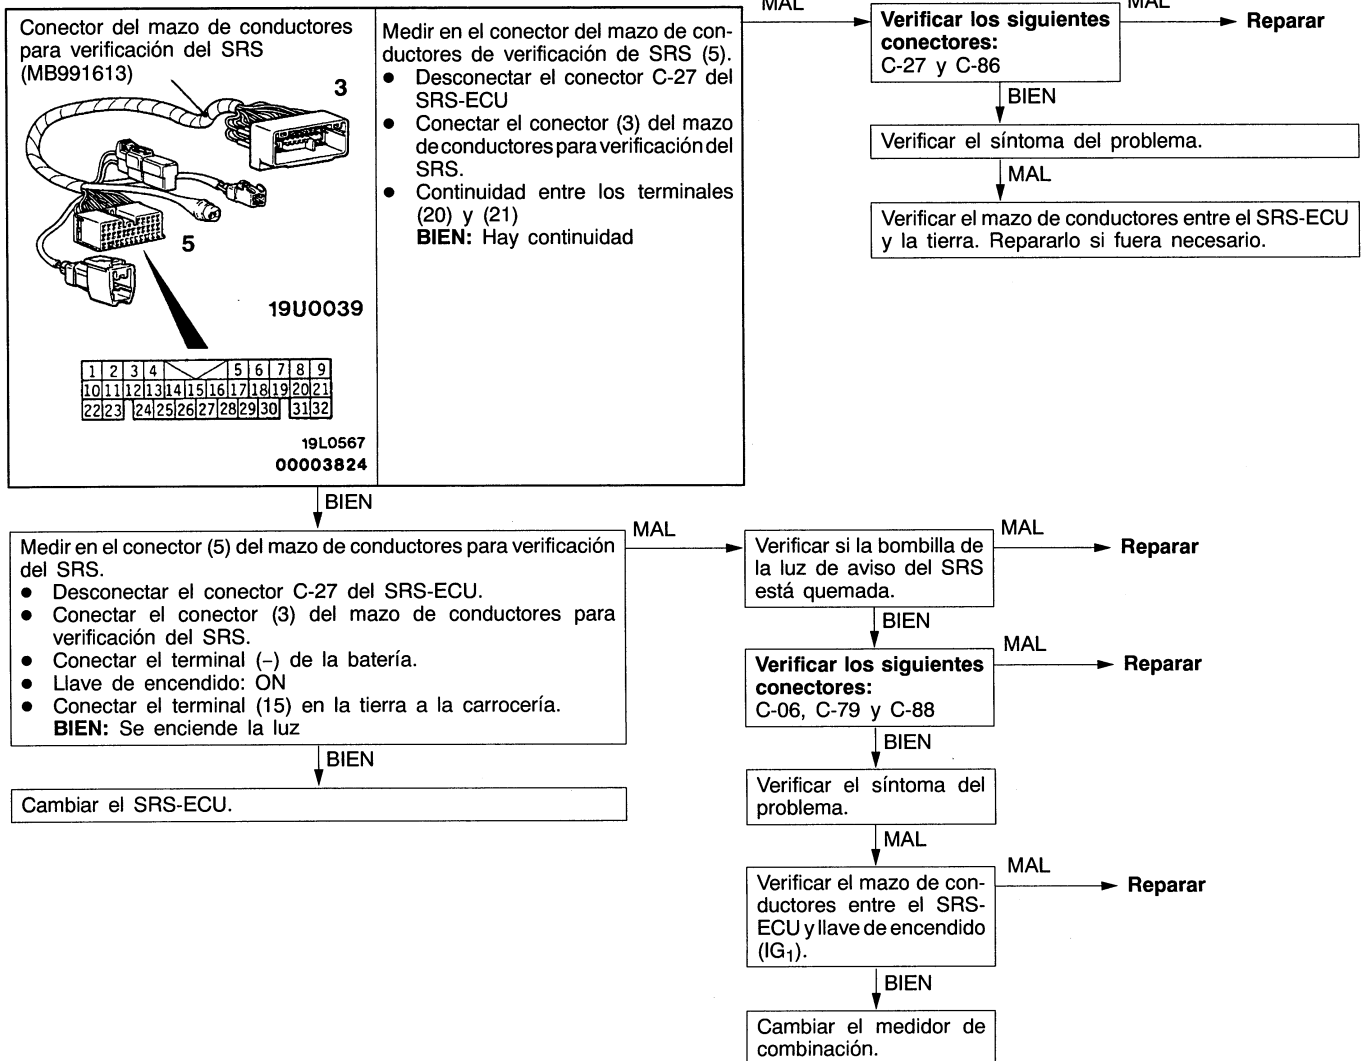 Conector del mazo de conductores
para verificación del SRS
(MB991613)
3
5
19U0039
1 2 3 4 5 6 7 8 9
10 11 12 13 14 15 16 17 18 19 20 21
22 23 24 25 26 27 28 29 30 31 32
19L0567
00003824
Medir en el conector del mazo de con-
ductores de verificación de SRS (5).
● Desconectar el conector C-27 del
SRS-ECU
● Conectar el conector (3) del mazo
de conductores para verificación del
SRS.
● Continuidad entre los terminales
(20) y (21)
BIEN: Hay continuidad
MAL
Verificar los siguientes
conectores:
C-27 y C-86
MAL
Reparar
BIEN
Verificar el síntoma del problema.
MAL
Verificar el mazo de conductores entre el SRS-ECU
y la tierra. Repararlo si fuera necesario.
BIEN
Medir en el conector (5) del mazo de conductores para verificación
del SRS.
● Desconectar el conector C-27 del SRS-ECU.
● Conectar el conector (3) del mazo de conductores para
verificación del SRS.
● Conectar el terminal (–) de la batería.
● Llave de encendido: ON
● Conectar el terminal (15) en la tierra a la carrocería.
BIEN: Se enciende la luz
BIEN
Cambiar el SRS-ECU.
MAL
Verificar si la bombilla de
la luz de aviso del SRS
está quemada.
MAL
Reparar
BIEN
Verificar los siguientes
conectores:
C-06, C-79 y C-88
MAL
Reparar
BIEN
Verificar el síntoma del
problema.
MAL
Verificar el mazo de con-
ductores entre el SRS-
ECU y llave de encendido
(IG₁).
MAL
Reparar
BIEN
Cambiar el medidor de
combinación.